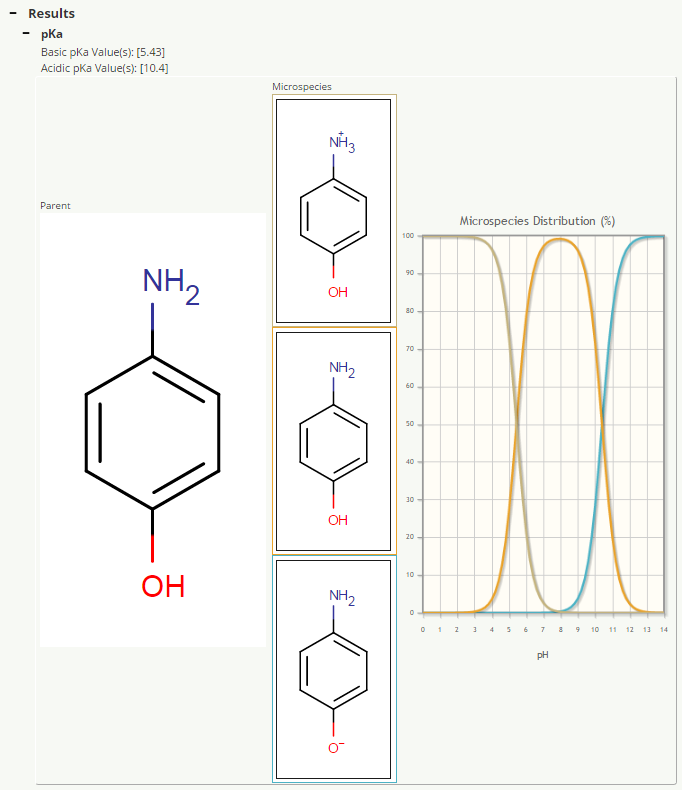 Results
pKa
Basic pKa Value(s): [5.43]
Acidic pKa Value(s): [10.4]
Microspecies
NH3+
OH
Parent
NH2
OH
NH2
OH
NH2
O−
Microspecies Distribution (%)
100
90
80
70
60
50
40
30
20
10
0
0 1 2 3 4 5 6 7 8 9 10 11 12 13 14
pH